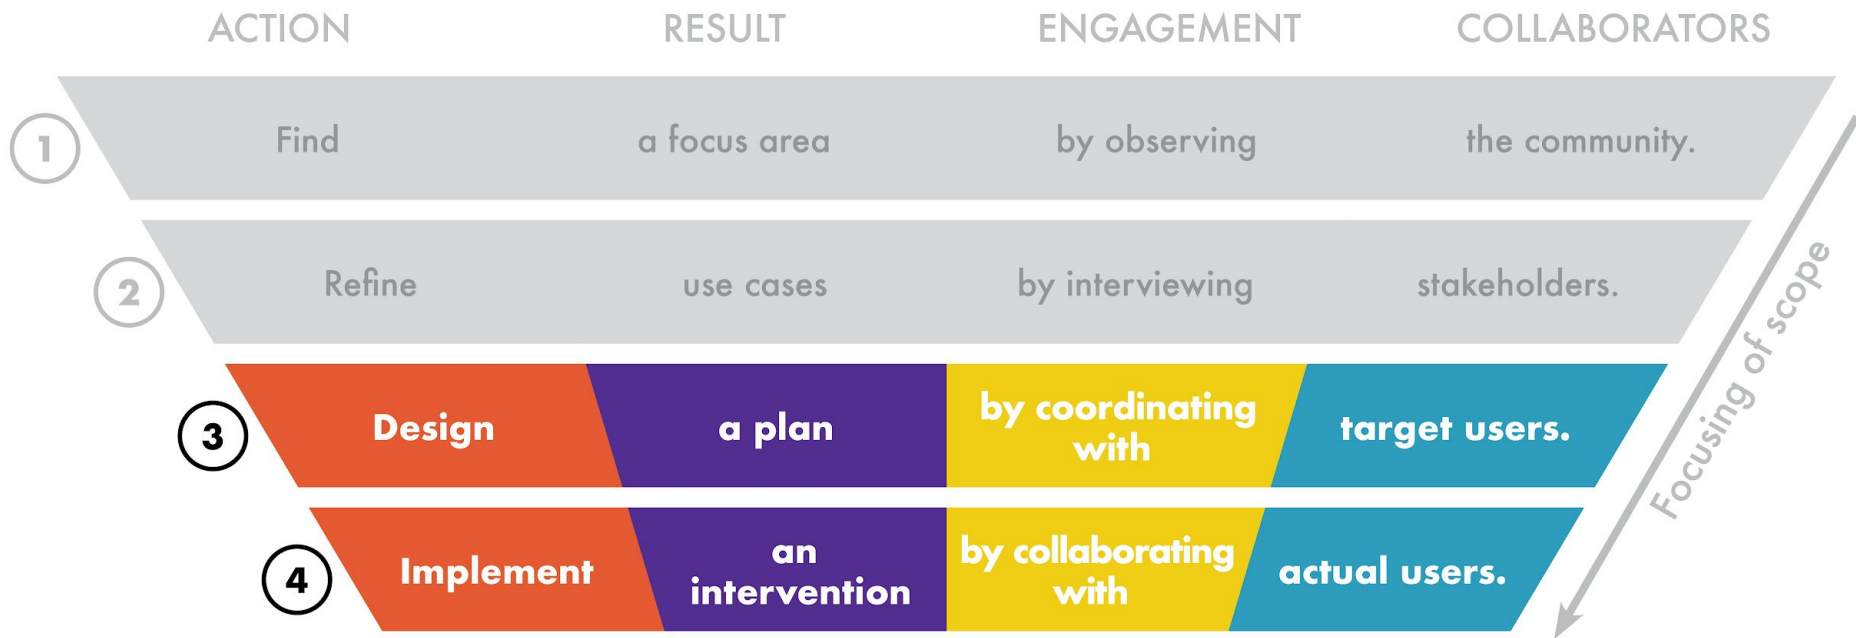 ACTION RESULT ENGAGEMENT COLLABORATORS
1 Find a focus area by observing the community.
2 Refine use cases by interviewing stakeholders.
3 Design a plan by coordinating with target users.
4 Implement an intervention by collaborating with actual users.
Focusing of scope